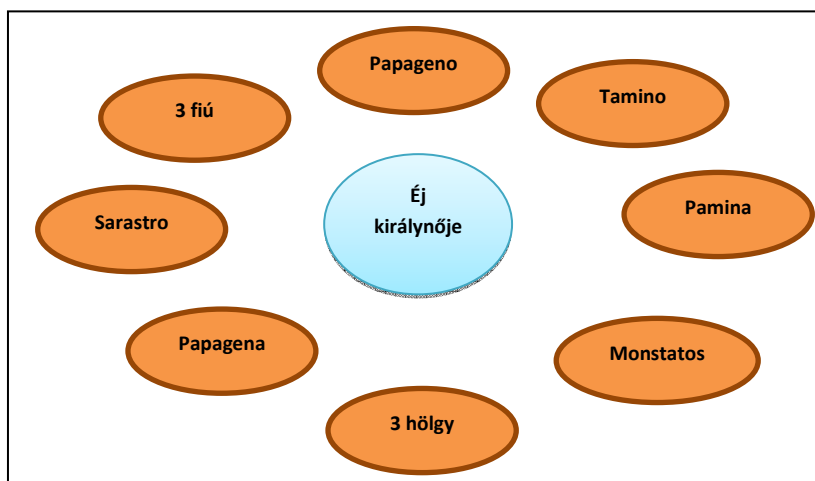 Papageno
Tamino
3 fiú
Éj
királynője
Pamina
Sarastro
Papagena
Monstatos
3 hölgy